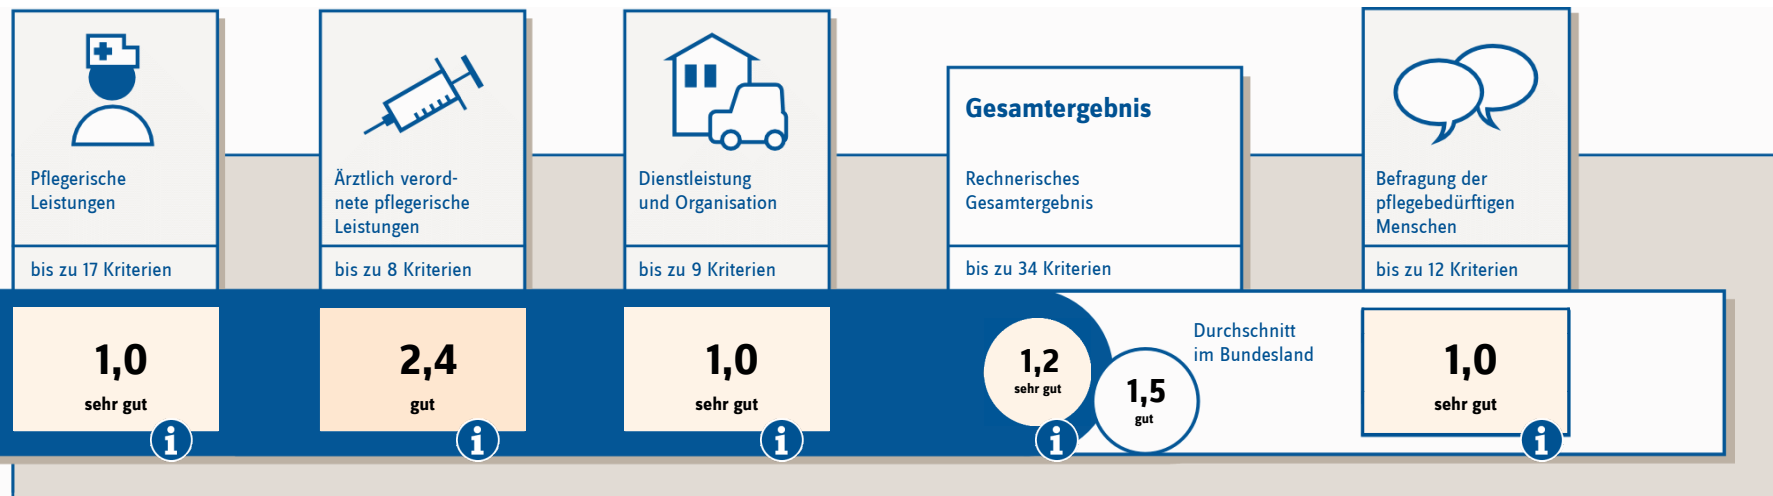 Pflegerische
Leistungen
bis zu 17 Kriterien
1,0
sehr gut
Ärztlich verord-
nete pflegerische
Leistungen
bis zu 8 Kriterien
2,4
gut
Dienstleistung
und Organisation
bis zu 9 Kriterien
1,0
sehr gut
Gesamtergebnis
Rechnerisches
Gesamtergebnis
bis zu 34 Kriterien
1,2
sehr gut
Durchschnitt
im Bundesland
1,5
gut
Befragung der
pflegebedürftigen
Menschen
bis zu 12 Kriterien
1,0
sehr gut